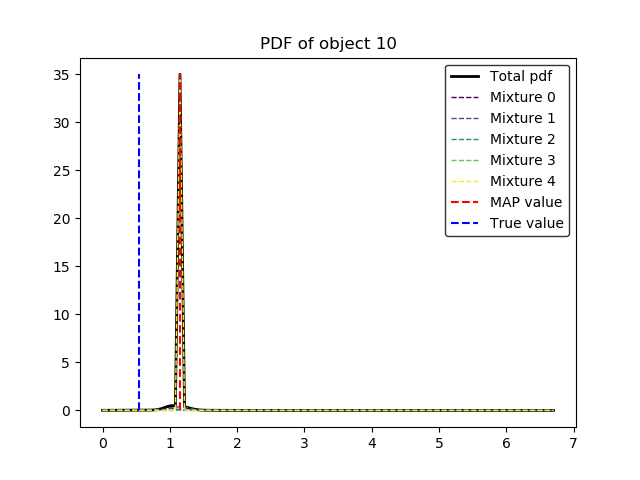 PDF of object 10
35
30
25
20
15
10
5
0
0 1 2 3 4 5 6 7
Total pdf
Mixture 0
Mixture 1
Mixture 2
Mixture 3
Mixture 4
MAP value
True value